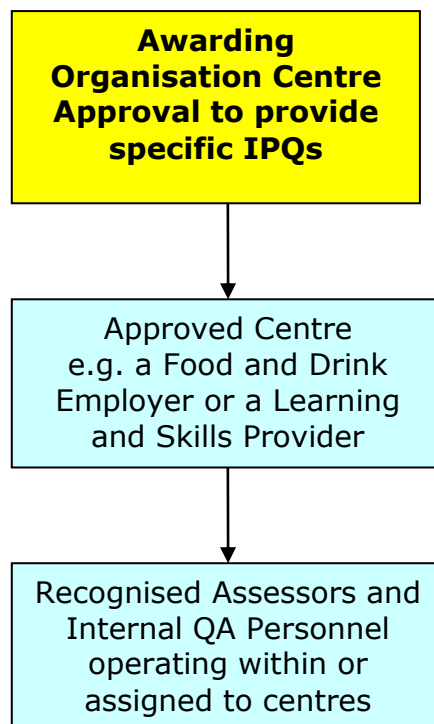 Awarding
Organisation Centre
Approval to provide
specific IPQs
Approved Centre
e.g. a Food and Drink
Employer or a Learning
and Skills Provider
Recognised Assessors and
Internal QA Personnel
operating within or
assigned to centres